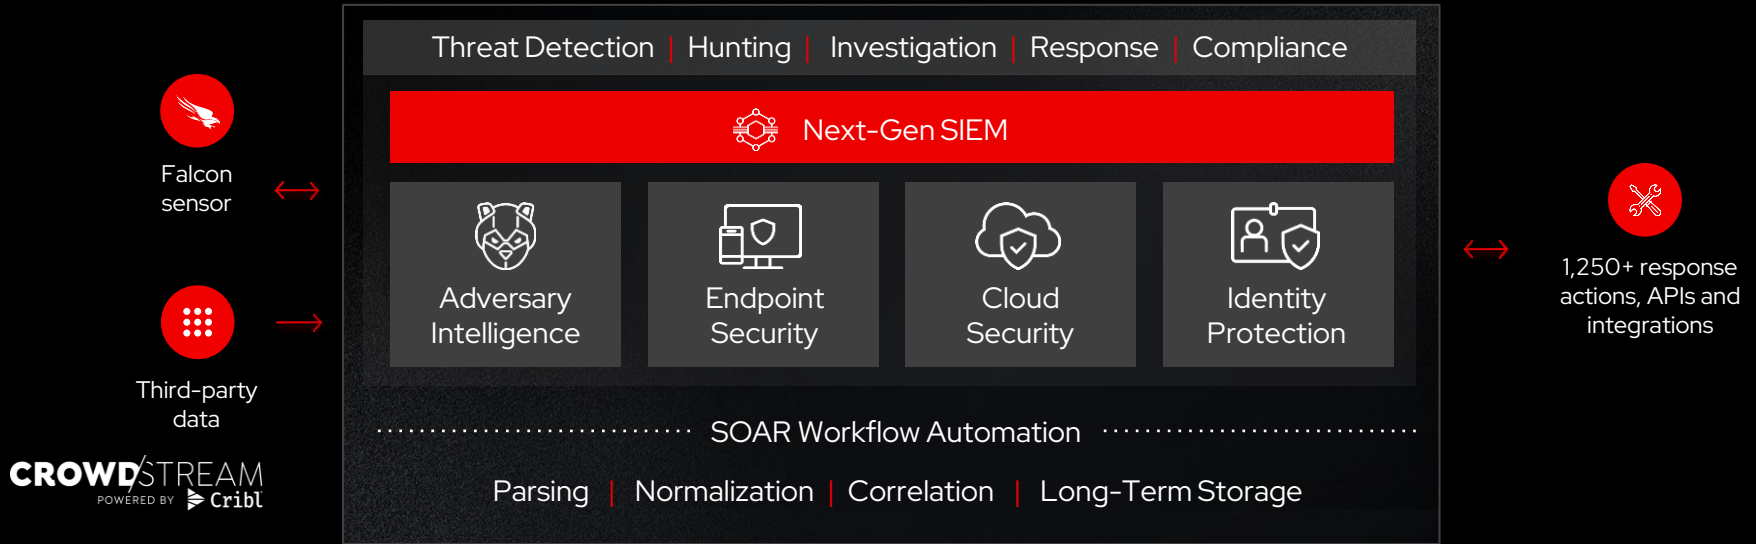 Threat Detection | Hunting | Investigation | Response | Compliance
Next-Gen SIEM
Falcon
sensor
Adversary
Intelligence
Endpoint
Security
Cloud
Security
Identity
Protection
1,250+ response
actions, APIs and
integrations
Third-party
data
SOAR Workflow Automation
CROWD/STREAM
POWERED BY Cribl
Parsing | Normalization | Correlation | Long-Term Storage